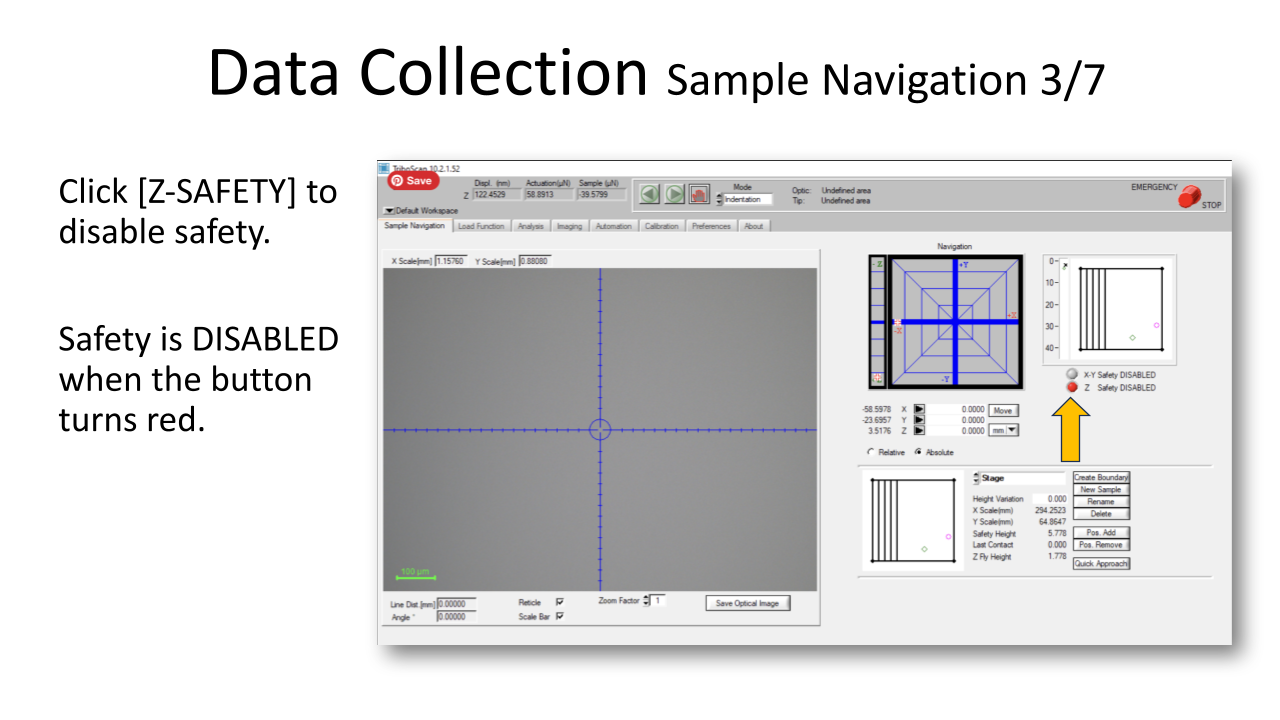 Data Collection Sample Navigation 3/7
Click [Z-SAFETY] to
disable safety.
Safety is DISABLED
when the button
turns red.
TriboScan 10.2.1.52
Save
Displ. (nm) Actuation(µN) Sample (µN)
Z 122.4529 58.8913 -39.5799
Default Workspace
Mode
Indentation
Optic: Undefined area
Tip: Undefined area
EMERGENCY
STOP
Sample Navigation Load Function Analysis Imaging Automation Calibration Preferences About
X Scale[mm] 1.15760 Y Scale[mm] 0.88080
100 µm
Line Dist.[mm] 0.00000
Angle ° 0.00000
Reticle
Scale Bar
Zoom Factor 1
Save Optical Image
Navigation
-Z
+Y
+X
-X
-Y
0-
10-
20-
30-
40-
X-Y Safety DISABLED
Z Safety DISABLED
-58.5978 X 0.0000 Move
-23.6957 Y 0.0000
3.5176 Z 0.0000 mm
Relative Absolute
Stage
Height Variation 0.000
X Scale(mm) 294.2523
Y Scale(mm) 64.8647
Safety Height 5.778
Last Contact 0.000
Z Fly Height 1.778
Create Boundary
New Sample
Rename
Delete
Pos. Add
Pos. Remove
Quick Approach